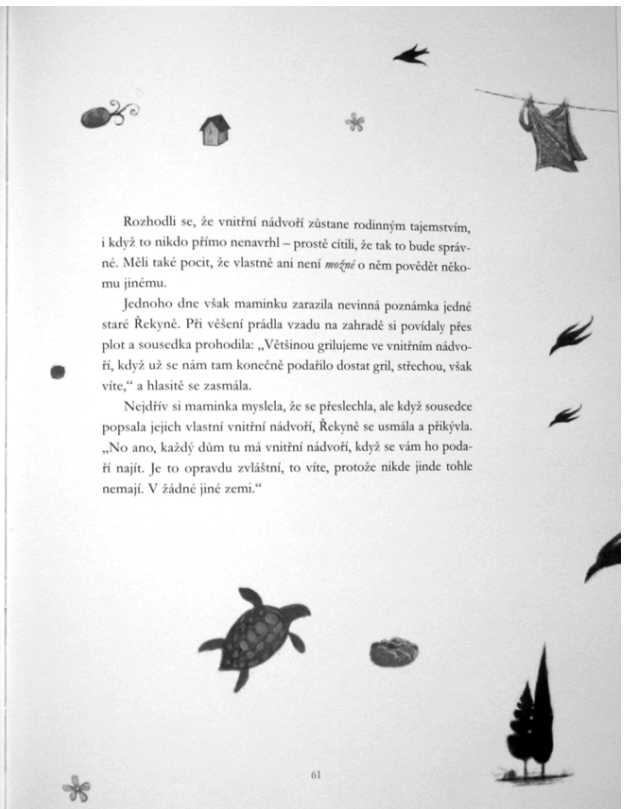 Rozhodli se, že vnitřní nádvoří zůstane rodinným tajemstvím,
i když to nikdo přímo nenavrhl – prostě cítili, že tak to bude správ-
né. Měli také pocit, že vlastně ani není možné o něm povědět něko-
mu jinému.
Jednoho dne však maminku zarazila nevinná poznámka jedné
staré Řekyně. Při věšení prádla vzadu na zahradě si povídaly přes
plot a sousedka prohodila: „Většinou grilujeme ve vnitřním nádvo-
ří, když už se nám tam konečně podařilo dostat gril, střechou, však
víte,“ a hlasitě se zasmála.
Nejdřív si maminka myslela, že se přeslechla, ale když sousedce
popsala jejich vlastní vnitřní nádvoří, Řekyně se usmála a přikývla.
„No ano, každý dům tu má vnitřní nádvoří, když se vám ho poda-
ří najít. Je to opravdu zvláštní, to víte, protože nikde jinde tohle
nemají. V žádné jiné zemi.“
61